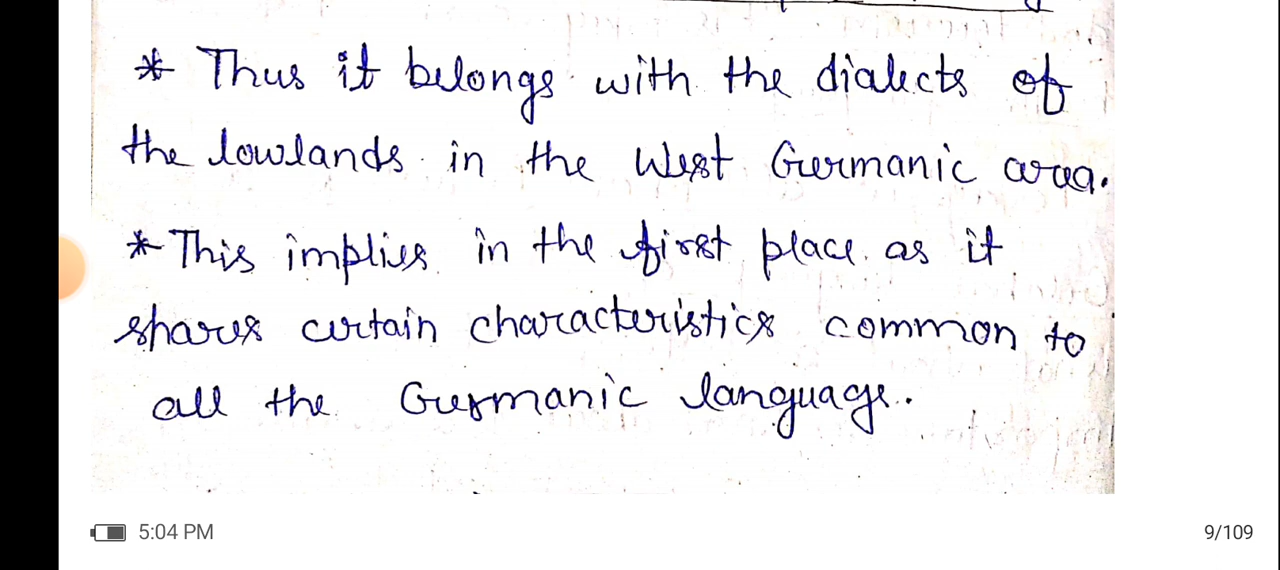 * Thus it belongs with the dialects of
the lowlands in the West Germanic area.
* This implies in the first place as it
shares certain characteristics common to
all the Germanic language.
5:04 PM
9/109